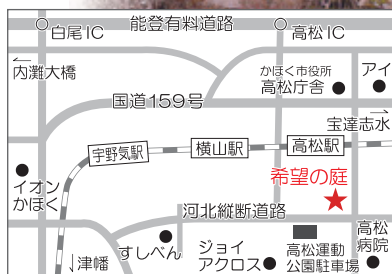 能登有料道路
白尾IC
高松IC
内灘大橋
かほく市役所
高松庁舎
アイ
国道159号
宝達志水
宇野気駅
横山駅
高松駅
希望の庭
イオン
かほく
河北縦断道路
すしべん
ジョイ
アクロス
高松運動
公園駐車場
高松
病院
↓津幡